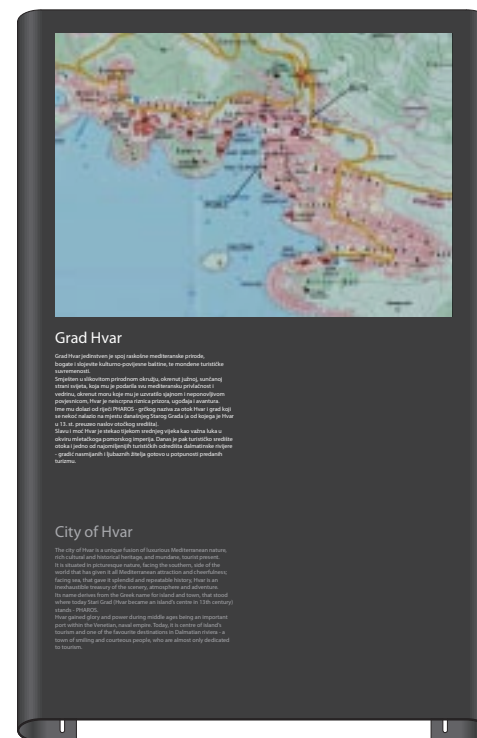 Grad Hvar
Grad Hvar jedinstven je spoj raskošne mediteranske prirode,
bogate i slojevite kulturno-povijesne baštine, te mondene turističke
suvremenosti.
Smješten u slikovitom prirodnom okružju, okrenut južnoj, sunčanoj
strani svijeta, koja mu je podarila svu mediteransku privlačnost i
vedrinu, okrenut moru koje mu je uzvratilo sjajnom i neponovljivom
povjesnicom, Hvar je neiscrpna riznica prizora, ugođaja i avantura.
Ime mu dolazi od riječi PHAROS - grčkog naziva za otok Hvar i grad koji
se nekoć nalazio na mjestu današnjeg Starog Grada (a od kojega je Hvar
u 13. st. preuzeo naslov otočkog središta).
Slavu i moć Hvar je stekao tijekom srednjeg vijeka kao važna luka u
okviru mletačkoga pomorskog imperija. Danas je pak turističko središte
otoka i jedno od najomiljenijih turističkih odredišta dalmatinske rivijere
- gradić nasmijanih i ljubaznih žitelja gotovo u potpunosti predanih
turizmu.
City of Hvar
The city of Hvar is a unique fusion of luxurious Mediterranean nature,
rich cultural and historical heritage, and mundane, tourist present.
It is situated in picturesque nature, facing the southern, side of the
world that has given it all Mediterranean attraction and cheerfulness,
facing sea, that gave it splendid and repeatable history, Hvar is an
inexhaustible treasury of the scenery, atmosphere and adventure.
Its name derives from the Greek name for island and town, that stood
where today Stari Grad (Hvar became an island's centre in 13th century)
stands - PHAROS.
Hvar gained glory and power during middle ages being an important
port within the Venetian, naval empire. Today, it is centre of island's
tourism and one of the favourite destinations in Dalmatian riviera - a
town of smiling and courteous people, who are almost only dedicated
to tourism.